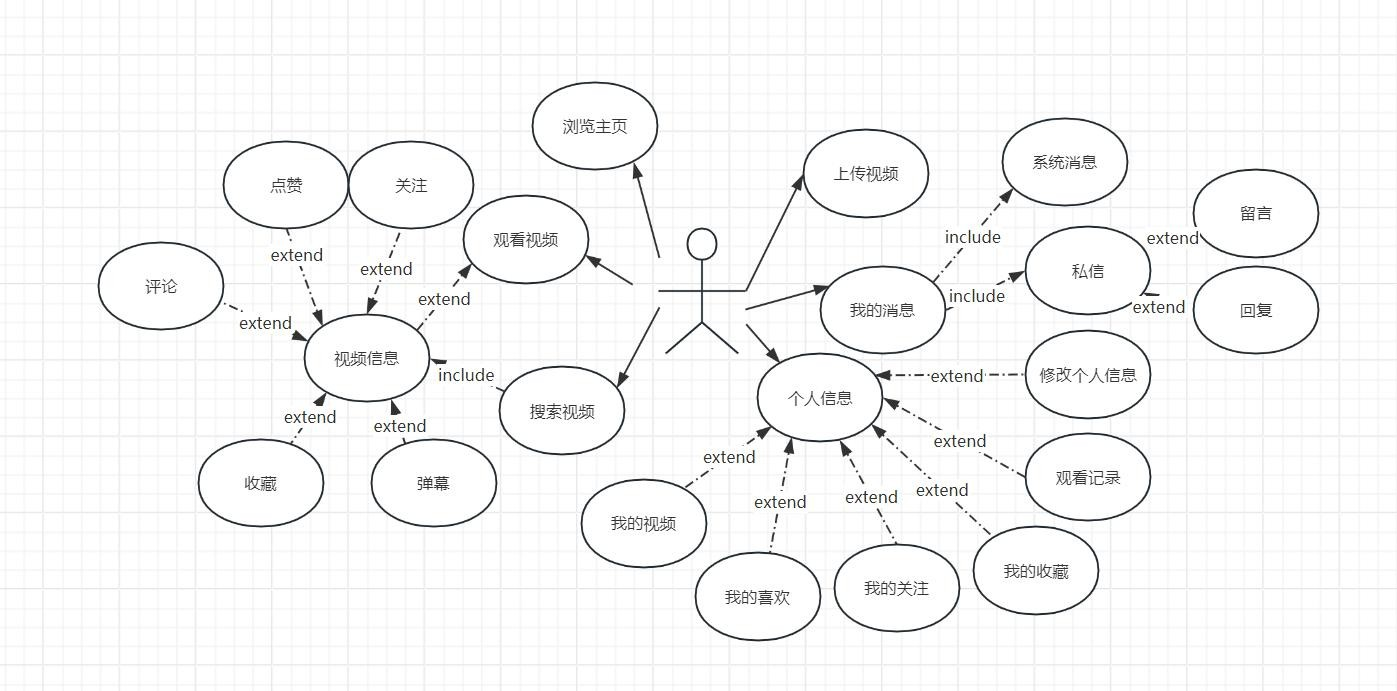 浏览主页
上传视频
系统消息
点赞
关注
留言
观看视频
extend
include
私信
extend
extend
评论
extend
include
extend
我的消息
extend
回复
视频信息
include
extend
修改个人信息
个人信息
搜索视频
extend
extend
extend
extend
观看记录
收藏
弹幕
extend
extend
extend
我的视频
我的收藏
我的喜欢
我的关注